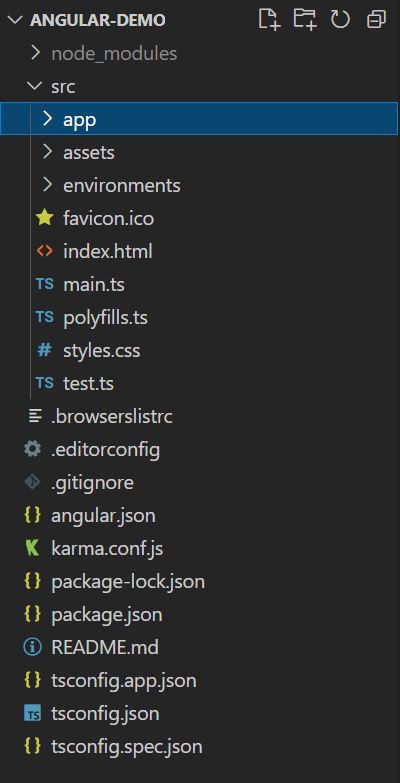 ANGULAR-DEMO
node_modules
src
app
assets
environments
favicon.ico
<> index.html
TS main.ts
TS polyfills.ts
# styles.css
TS test.ts
.browserslistrc
.editorconfig
.gitignore
{} angular.json
karma.conf.js
{} package-lock.json
{} package.json
README.md
{} tsconfig.app.json
TS tsconfig.json
{} tsconfig.spec.json